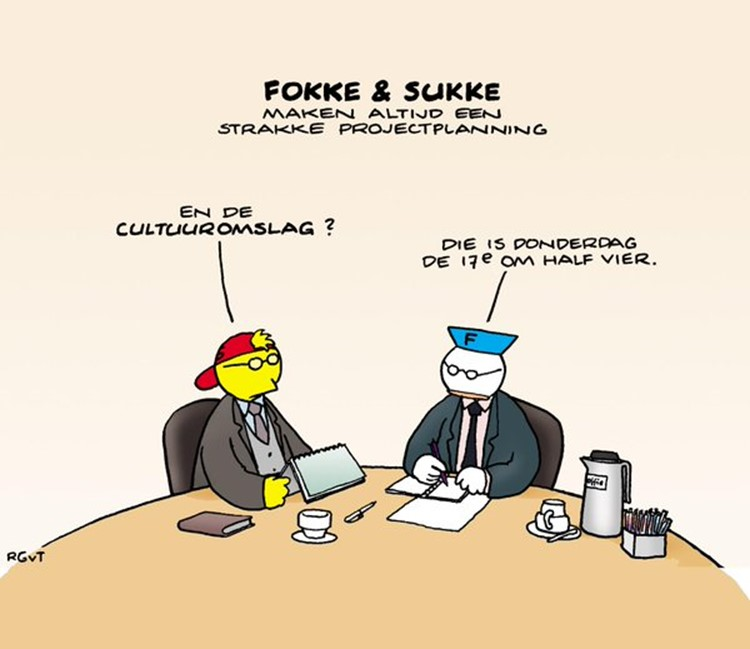 FOKKE & SUKKE
MAKEN ALTIJD EEN
STRAKKE PROJECTPLANNING
EN DE
CULTUUROMSLAG?
DIE IS DONDERDAG
DE 17e OM HALF VIER.
F
RGvT